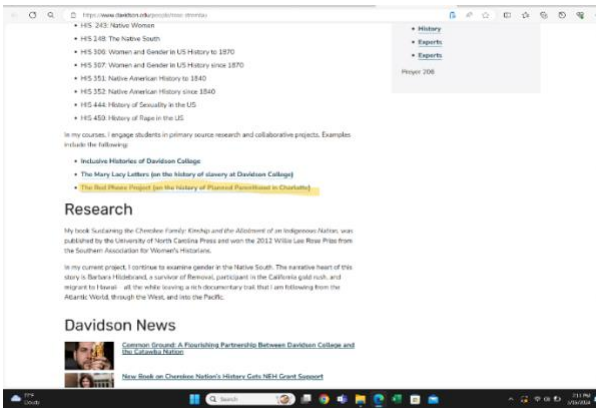 https://www.davidson.edu/people/rose-stremlau
• HIS 243: Native Women
• HIS 248: The Native South
• HIS 306: Women and Gender in US History to 1870
• HIS 307: Women and Gender in US History since 1870
• HIS 351: Native American History to 1840
• HIS 352: Native American History since 1840
• HIS 444: History of Sexuality in the US
• HIS 459: History of Rape in the US
In my courses, I engage students in primary source research and collaborative projects. Examples
include the following:
• Inclusive Histories of Davidson College
• The Mary Lacy Letters (on the history of slavery at Davidson College)
• The Red Phone Project (on the history of Planned Parenthood in Charlotte)
Research
My book Sustaining the Cherokee Family: Kinship and the Allotment of an Indigenous Nation, was
published by the University of North Carolina Press and won the 2012 Willie Lee Rose Prize from
the Southern Association for Women's Historians.
In my current project, I continue to examine gender in the Native South. The narrative heart of this
story is Barbara Hildebrand, a survivor of Removal, participant in the California gold rush, and
migrant to Hawaii - all the while leaving a rich documentary trail that I am following from the
Atlantic World, through the West, and into the Pacific.
Davidson News
Common Ground: A Flourishing Partnership Between Davidson College and
the Catawba Nation
New Book on Cherokee Nation's History Gets NEH Grant Support
• History
• Experts
• Experts
Preyer 206
Cloudy
Search